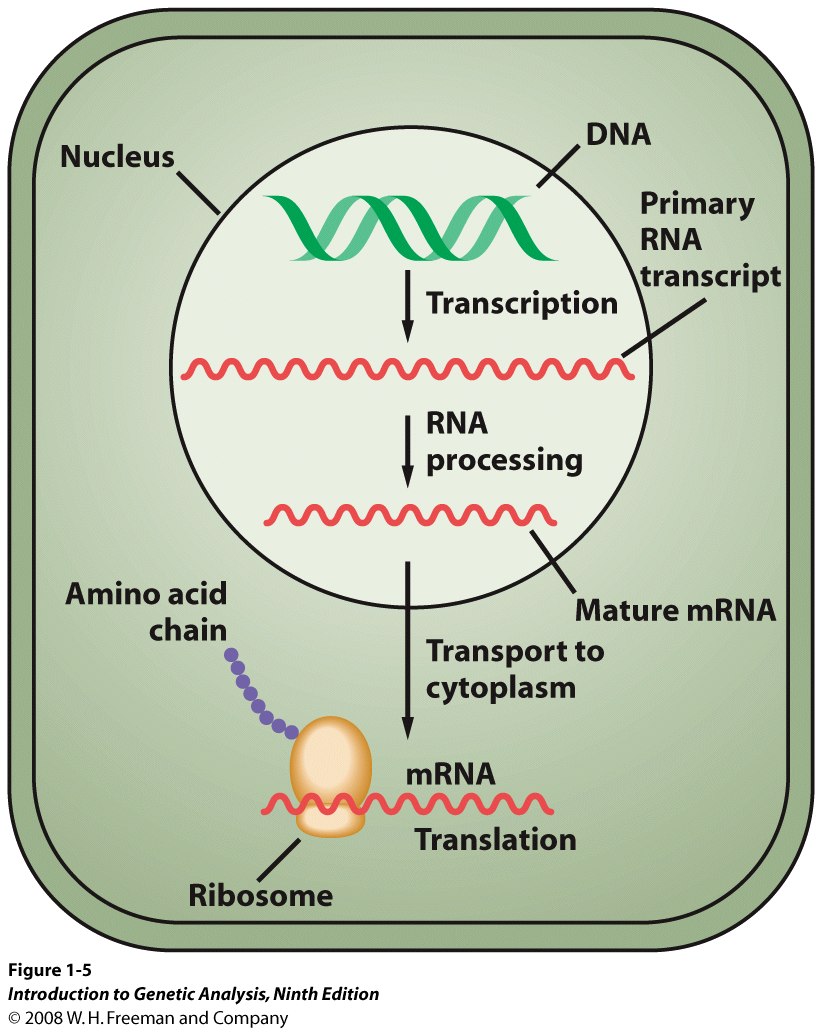 DNA
Nucleus
Primary
RNA
transcript
Transcription
RNA
processing
Amino acid
chain
Mature mRNA
Transport to
cytoplasm
mRNA
Translation
Ribosome
Figure 1-5
Introduction to Genetic Analysis, Ninth Edition
© 2008 W. H. Freeman and Company